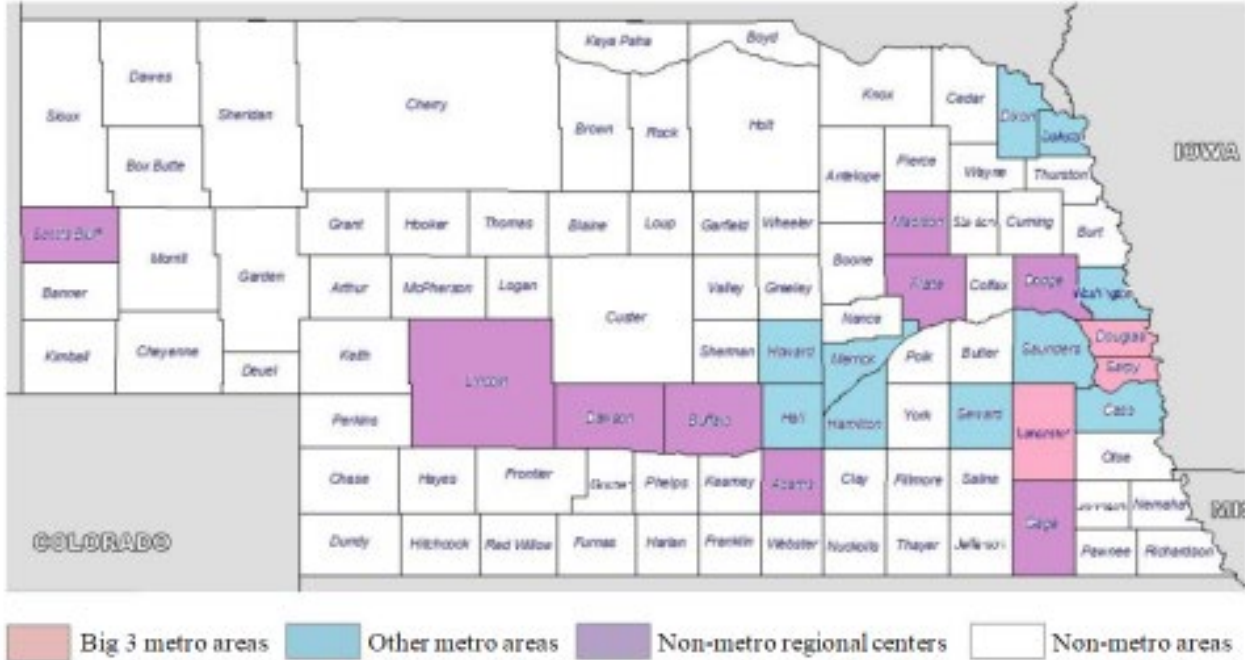 Keya Paha Boyd
Dawes
Sioux Sheridan Cherry Brown Rock Holt Knox Cedar Dixon Dakota
Box Butte Antelope Pierce Wayne Thurston IOWA
Scotts Bluff Morrill Garden Grant Hooker Thomas Blaine Loup Garfield Wheeler Boone Madison Cuming Burt
Banner Arthur McPherson Logan Custer Valley Greeley Platte Colfax Dodge Washington
Nance
Kimball Cheyenne Deuel Keith Lincoln Sherman Howard Merrick Polk Butler Saunders Douglas
Sarpy
Perkins Dawson Buffalo Hall Hamilton York Seward Lancaster Cass
Otoe
Chase Hayes Frontier Phelps Kearney Adams Clay Fillmore Saline
Gage Nemaha
COLORADO Dundy Hitchcock Red Willow Furnas Harlan Franklin Webster Nuckolls Thayer Pawnee Richardson
Big 3 metro areas Other metro areas Non-metro regional centers Non-metro areas